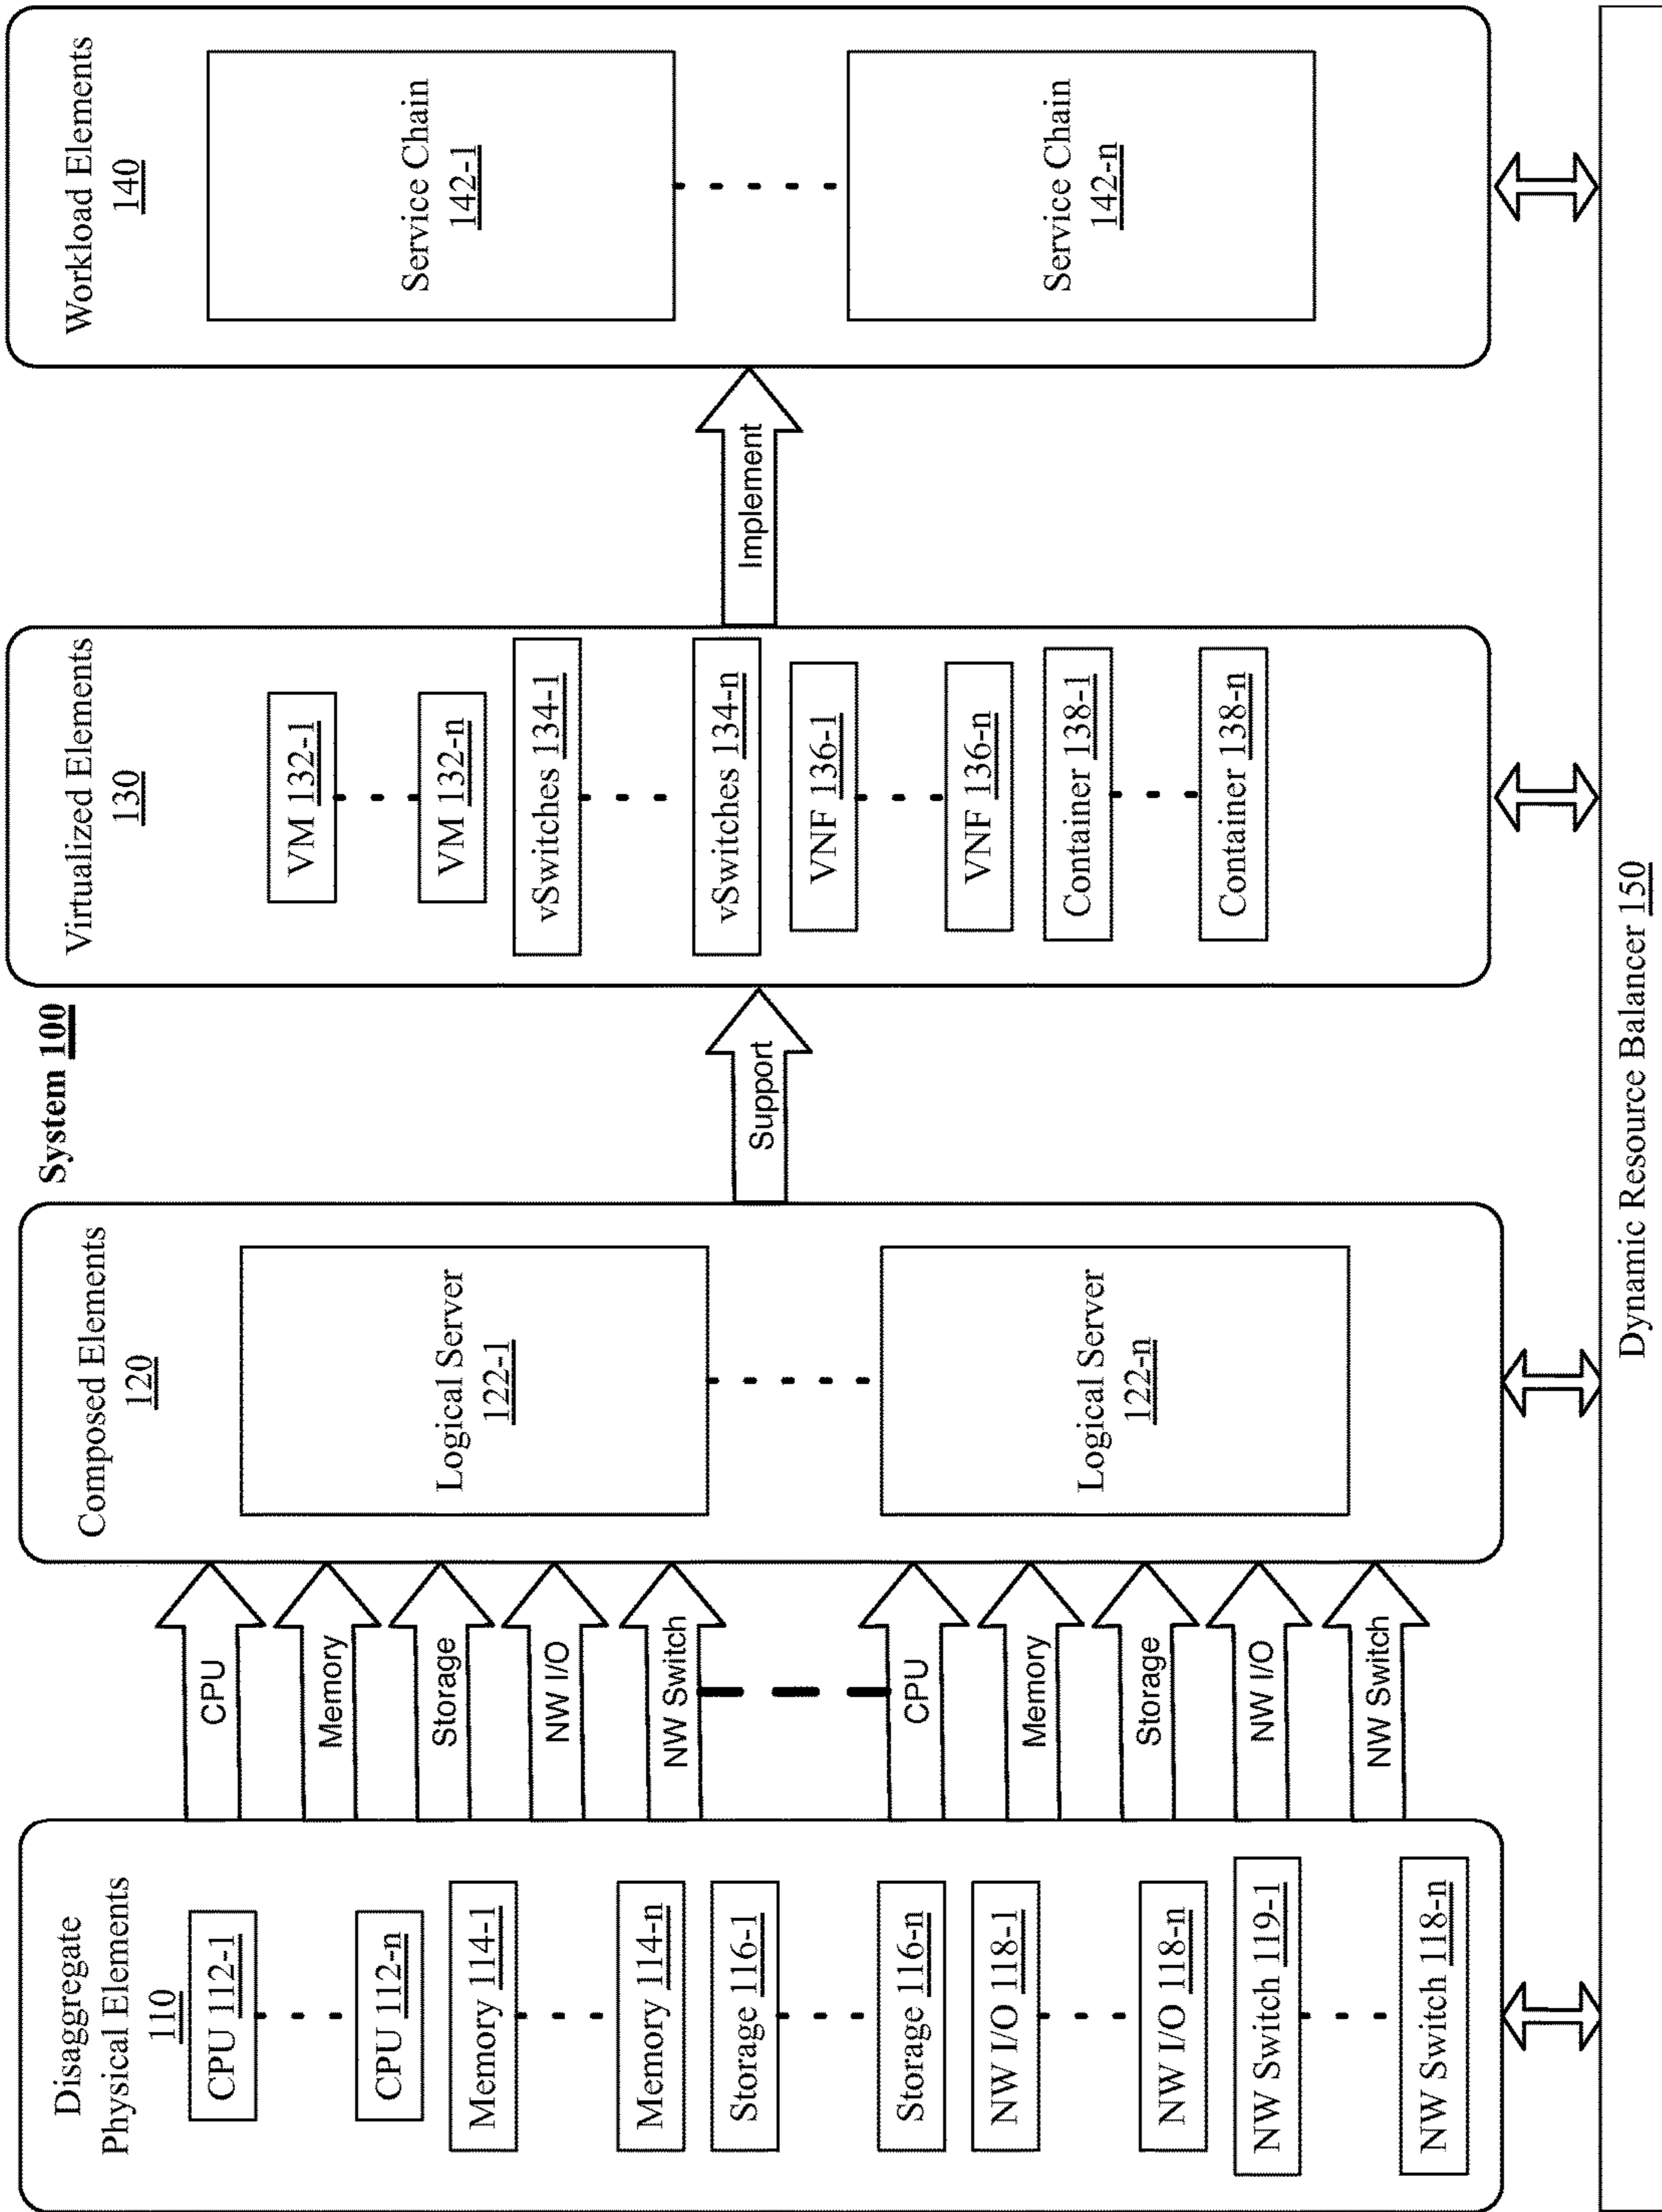 System 100
Disaggregate
Physical Elements
110
CPU 112-1
CPU 112-n
Memory 114-1
Memory 114-n
Storage 116-1
Storage 116-n
NW I/O 118-1
NW I/O 118-n
NW Switch 119-1
NW Switch 118-n
CPU
Memory
Storage
NW I/O
NW Switch
CPU
Memory
Storage
NW I/O
NW Switch
Composed Elements
120
Logical Server
122-1
Logical Server
122-n
Support
Virtualized Elements
130
VM 132-1
VM 132-n
vSwitches 134-1
vSwitches 134-n
VNF 136-1
VNF 136-n
Container 138-1
Container 138-n
Implement
Workload Elements
140
Service Chain
142-1
Service Chain
142-n
Dynamic Resource Balancer 150